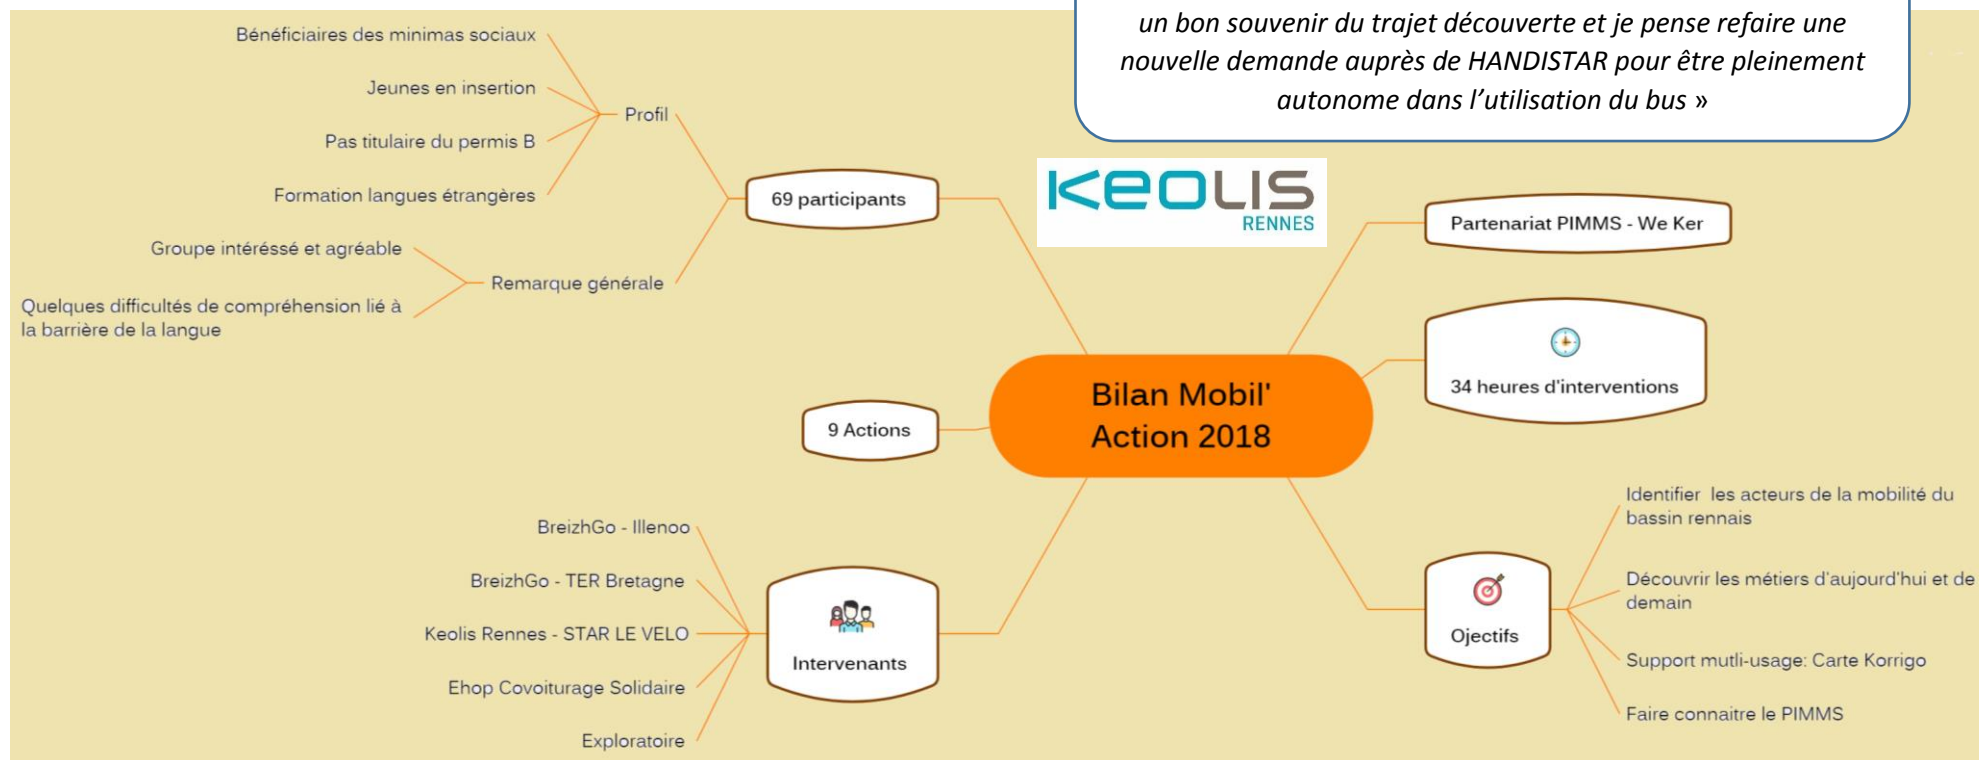 un bon souvenir du trajet découverte et je pense refaire une
nouvelle demande auprès de HANDISTAR pour être pleinement
autonome dans l’utilisation du bus »
KEOLIS
RENNES
Bénéficiaires des minimas sociaux
Jeunes en insertion
Pas titulaire du permis B
Formation langues étrangères
Profil
Groupe intéréssé et agréable
Quelques difficultés de compréhension lié à
la barrière de la langue
Remarque générale
69 participants
9 Actions
BreizhGo - Illenoo
BreizhGo - TER Bretagne
Keolis Rennes - STAR LE VELO
Ehop Covoiturage Solidaire
Exploratoire
Intervenants
Bilan Mobil'
Action 2018
Partenariat PIMMS - We Ker
34 heures d'interventions
Ojectifs
Identifier les acteurs de la mobilité du
bassin rennais
Découvrir les métiers d'aujourd'hui et de
demain
Support mutli-usage: Carte Korrigo
Faire connaitre le PIMMS